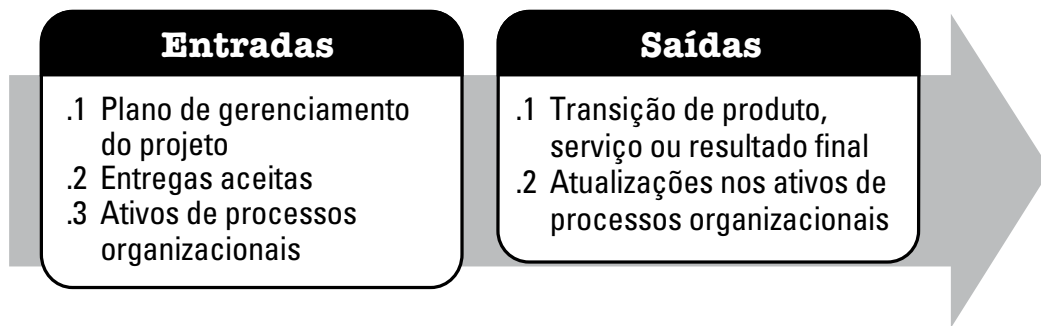 Entradas
.1 Plano de gerenciamento
do projeto
.2 Entregas aceitas
.3 Ativos de processos
organizacionais
Saídas
.1 Transição de produto,
serviço ou resultado final
.2 Atualizações nos ativos de
processos organizacionais